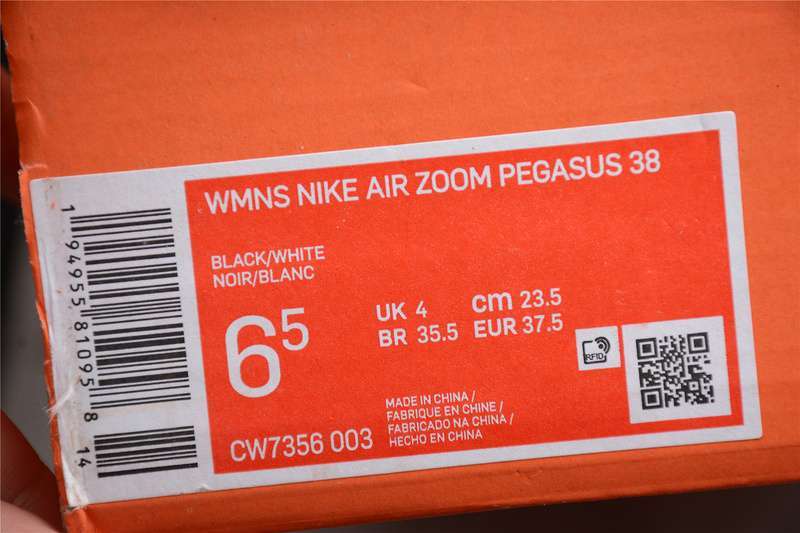 WMNS NIKE AIR ZOOM PEGASUS 38
BLACK/WHITE
NOIR/BLANC
6 5
UK 4 cm 23.5
BR 35.5 EUR 37.5
CW7356 003
MADE IN CHINA /
FABRIQUE EN CHINE /
FABRICADO NA CHINA /
HECHO EN CHINA
RFID
1 94955 81095 8
14